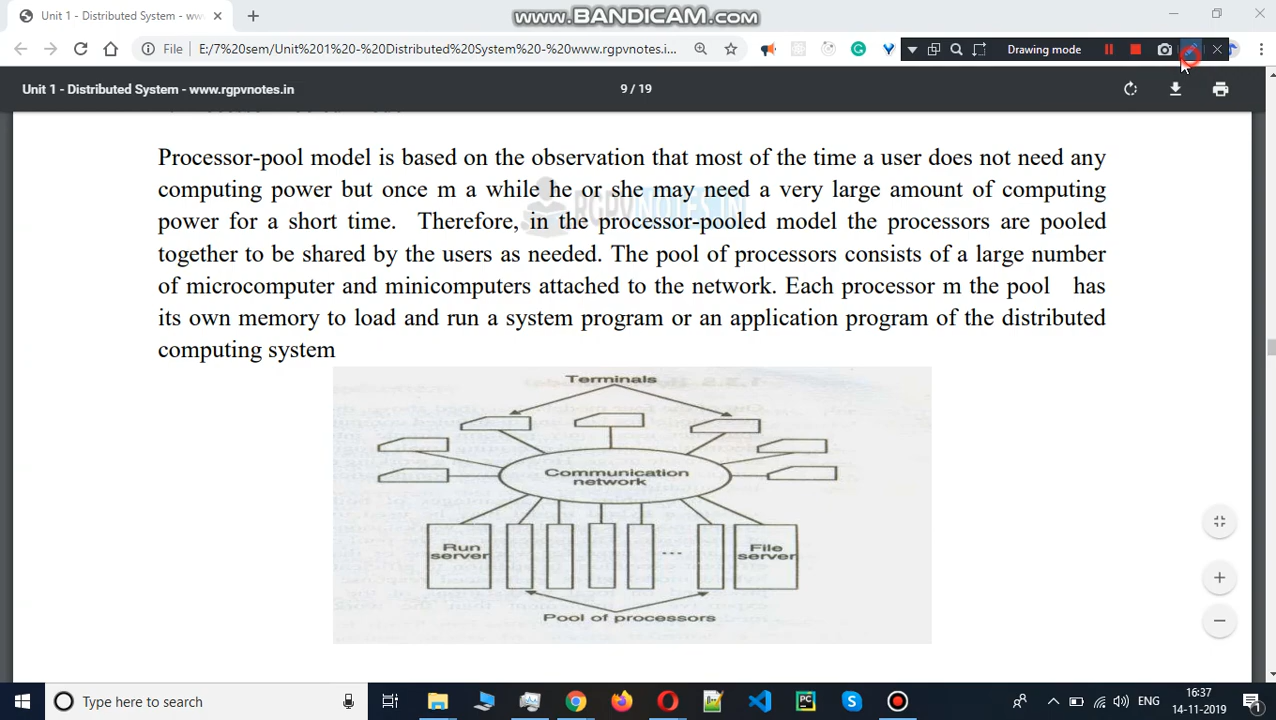 Unit 1 - Distributed System - ww
www.BANDICAM.com
File E:/7%20sem/Unit%201%20-%20Distributed%20System%20-%20www.rgpvnotes.i...
Drawing mode
Unit 1 - Distributed System - www.rgpvnotes.in
9 / 19
Processor-pool model is based on the observation that most of the time a user does not need any
computing power but once m a while he or she may need a very large amount of computing
power for a short time. Therefore, in the processor-pooled model the processors are pooled
together to be shared by the users as needed. The pool of processors consists of a large number
of microcomputer and minicomputers attached to the network. Each processor m the pool has
its own memory to load and run a system program or an application program of the distributed
computing system
RGPVNOTES.IN
Terminals
Communication
network
Run
server
...
File
server
Pool of processors
Type here to search
ENG
16:37
14-11-2019
1